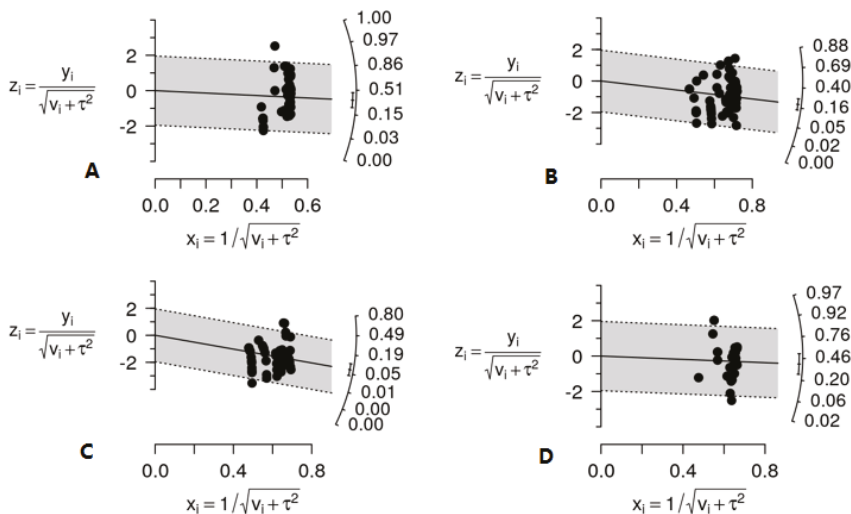 1.00
0.97
0.86
0.51
0.15
0.03
0.00
2
0
-2
z_i = y_i / √(v_i + τ²)
A
0.0 0.2 0.4 0.6
x_i = 1/√(v_i + τ²)
0.88
0.69
0.40
0.16
0.05
0.02
0.00
2
0
-2
z_i = y_i / √(v_i + τ²)
B
0.0 0.4 0.8
x_i = 1/√(v_i + τ²)
0.80
0.49
0.19
0.05
0.01
0.00
0.00
2
0
-2
z_i = y_i / √(v_i + τ²)
C
0.0 0.4 0.8
x_i = 1/√(v_i + τ²)
0.97
0.92
0.76
0.46
0.20
0.06
0.02
2
0
-2
z_i = y_i / √(v_i + τ²)
D
0.0 0.4 0.8
x_i = 1/√(v_i + τ²)